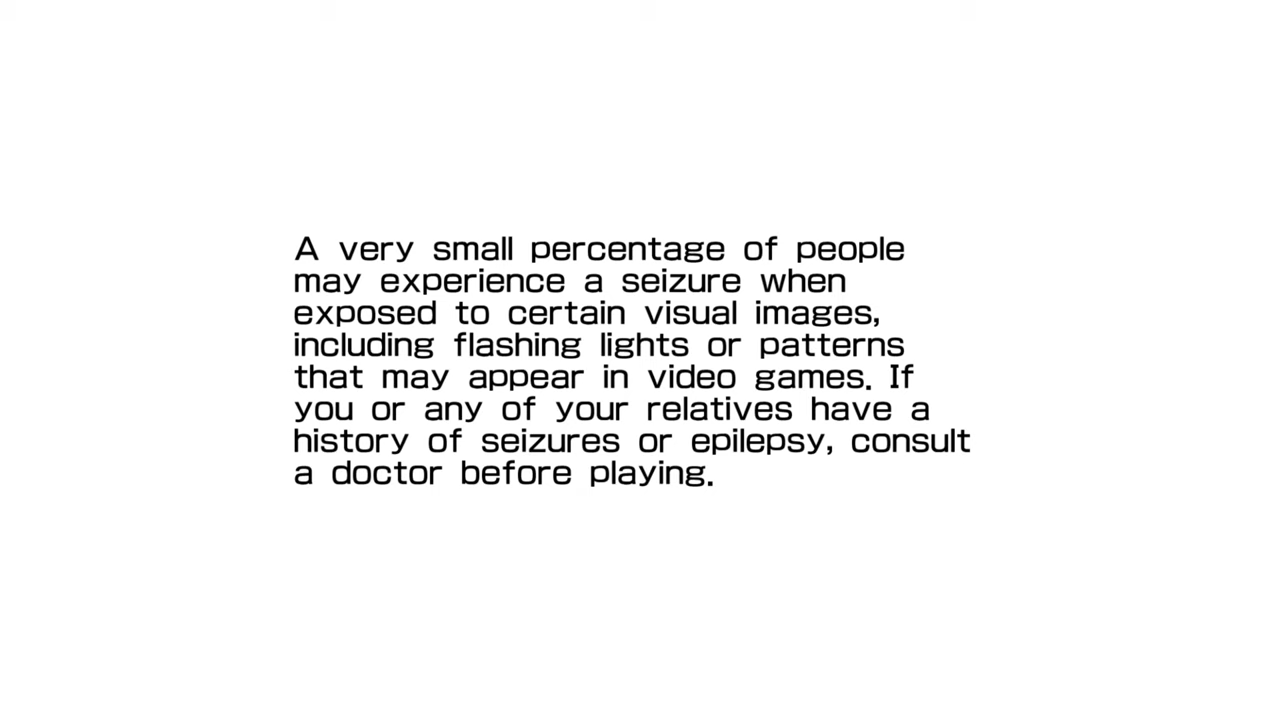 A very small percentage of people
may experience a seizure when
exposed to certain visual images,
including flashing lights or patterns
that may appear in video games. If
you or any of your relatives have a
history of seizures or epilepsy, consult
a doctor before playing.